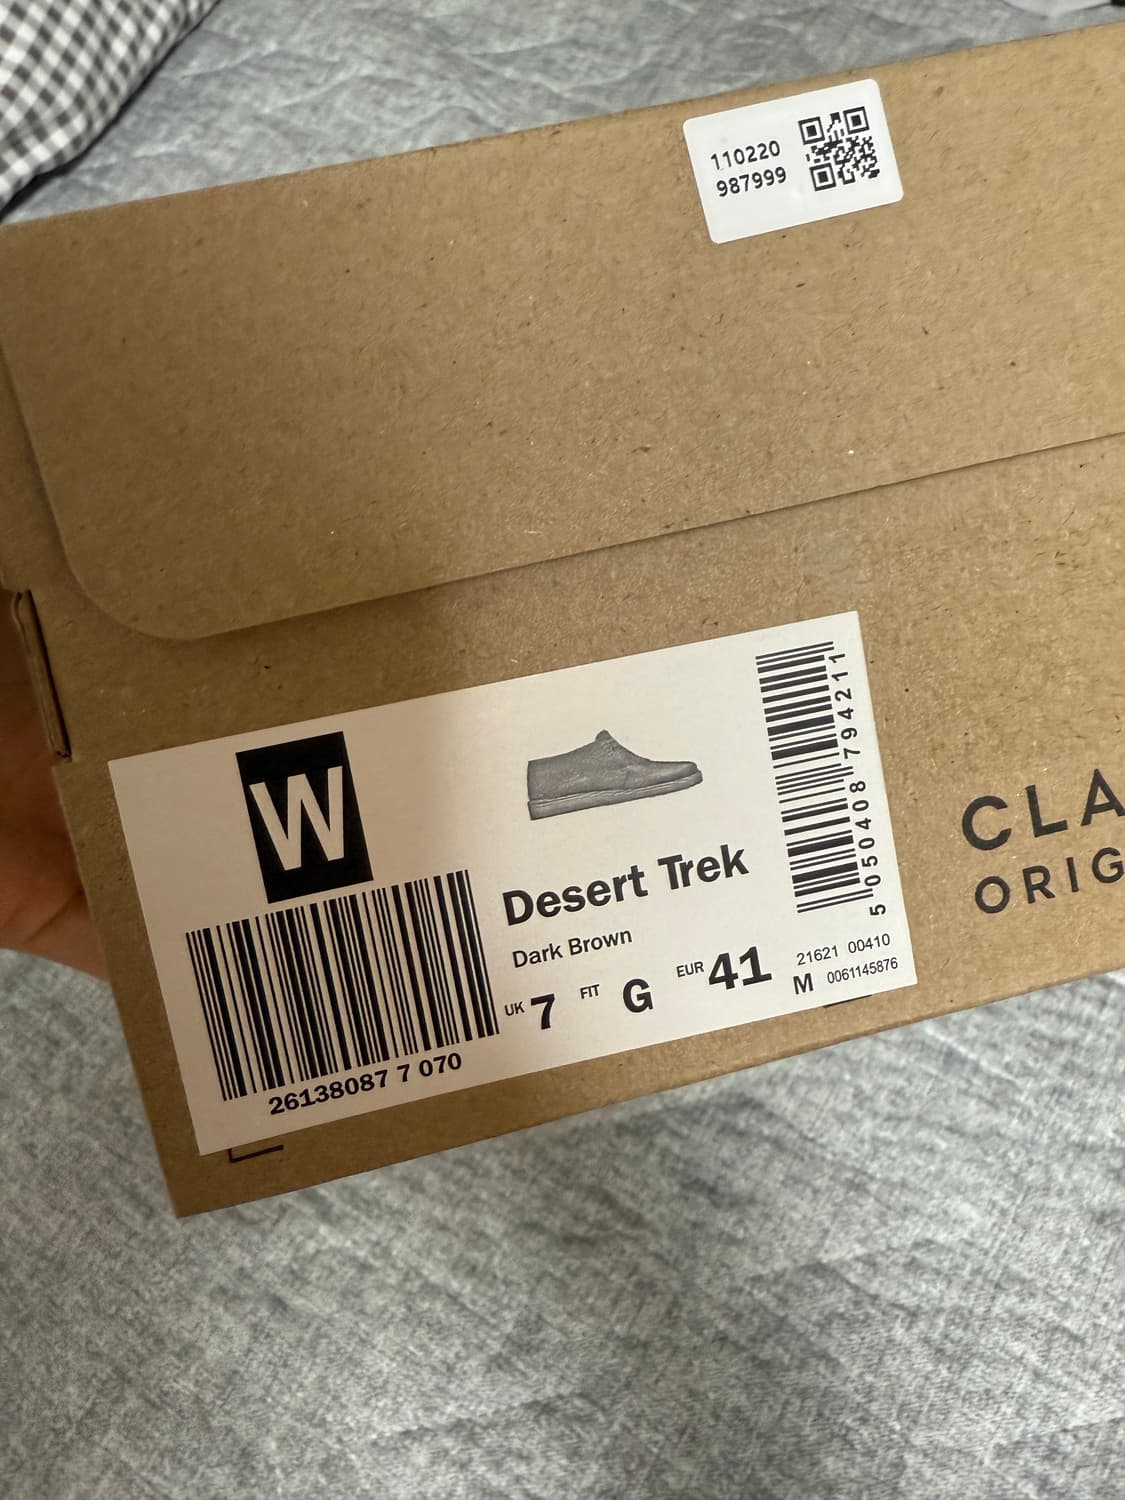 110220
987999
W
Desert Trek
Dark Brown
UK 7 FIT G EUR 41
26138087 7 070
5 050408 794211
21621 00410
M 0061145876
CLA
ORIG